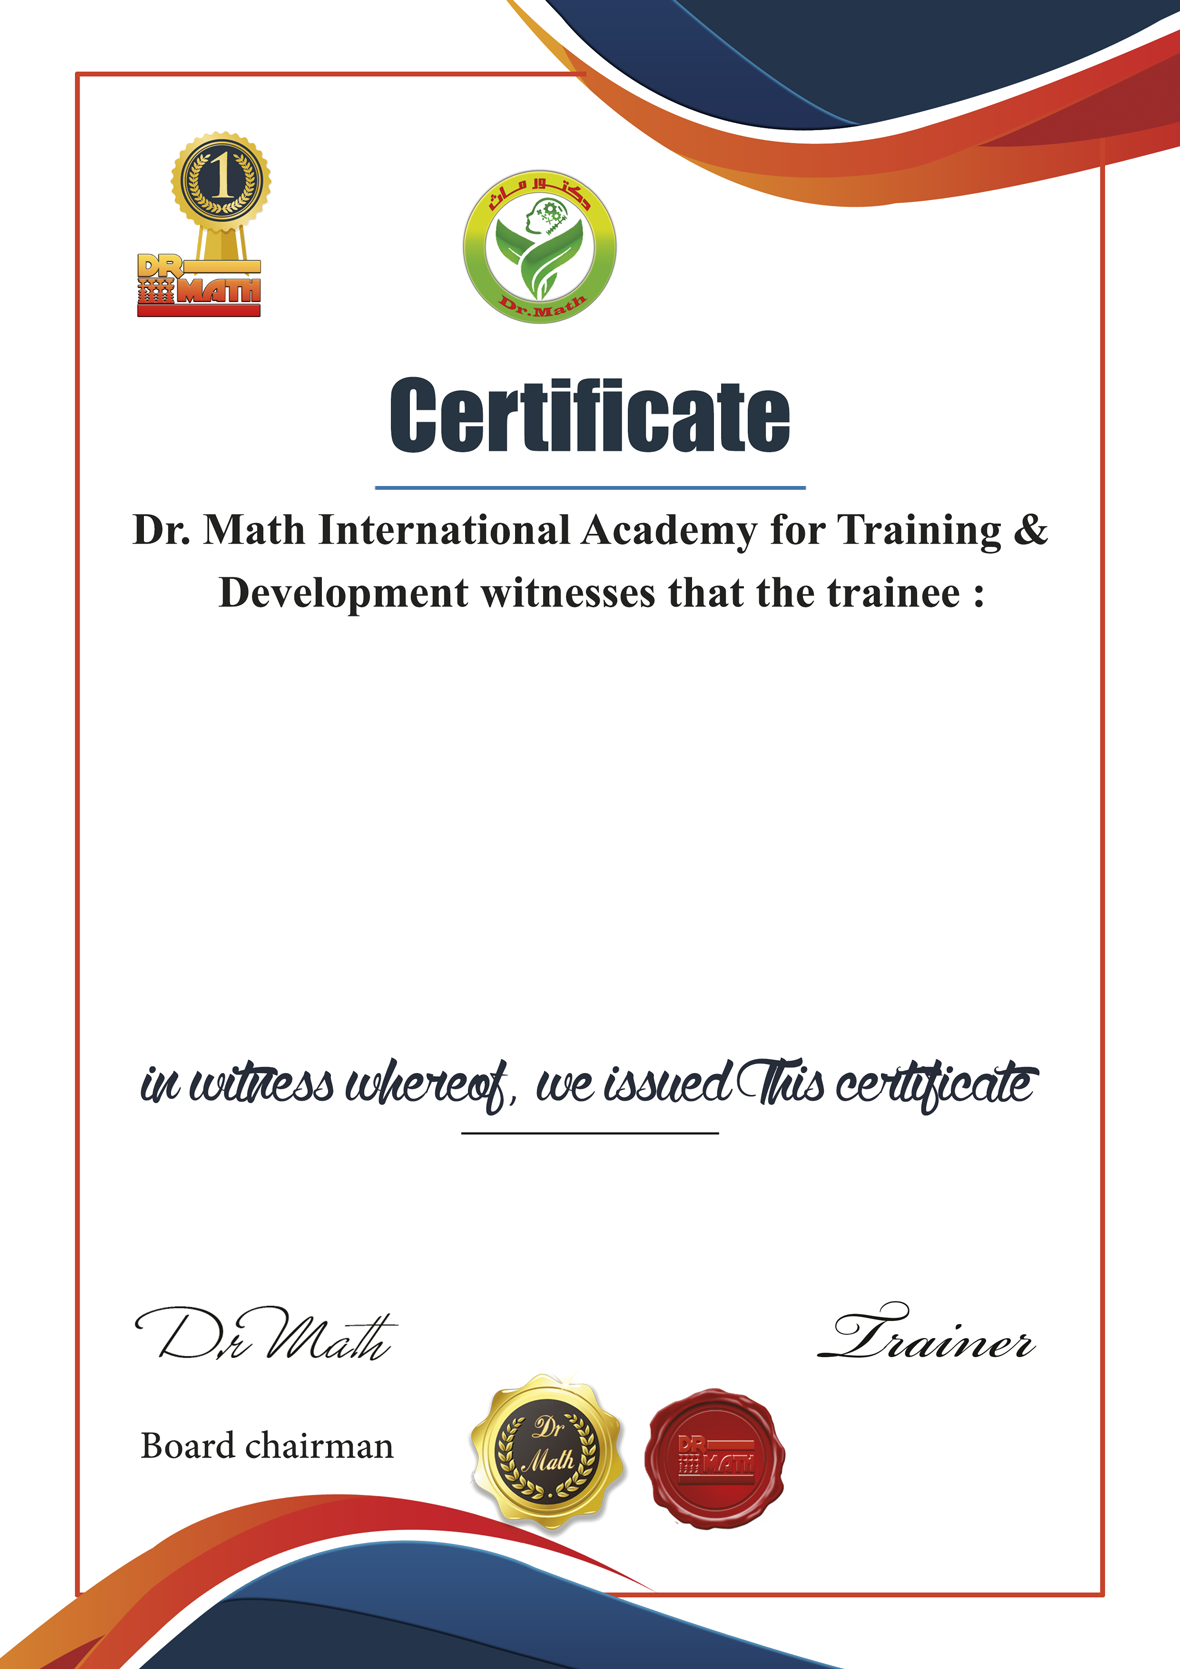 1
DR
MATH
دكتور ماث
Dr.Math
Certificate
Dr. Math International Academy for Training &
Development witnesses that the trainee :
in witness whereof, we issued This certificate
Dr Math
Trainer
Board chairman
Dr
Math
DR
MATH